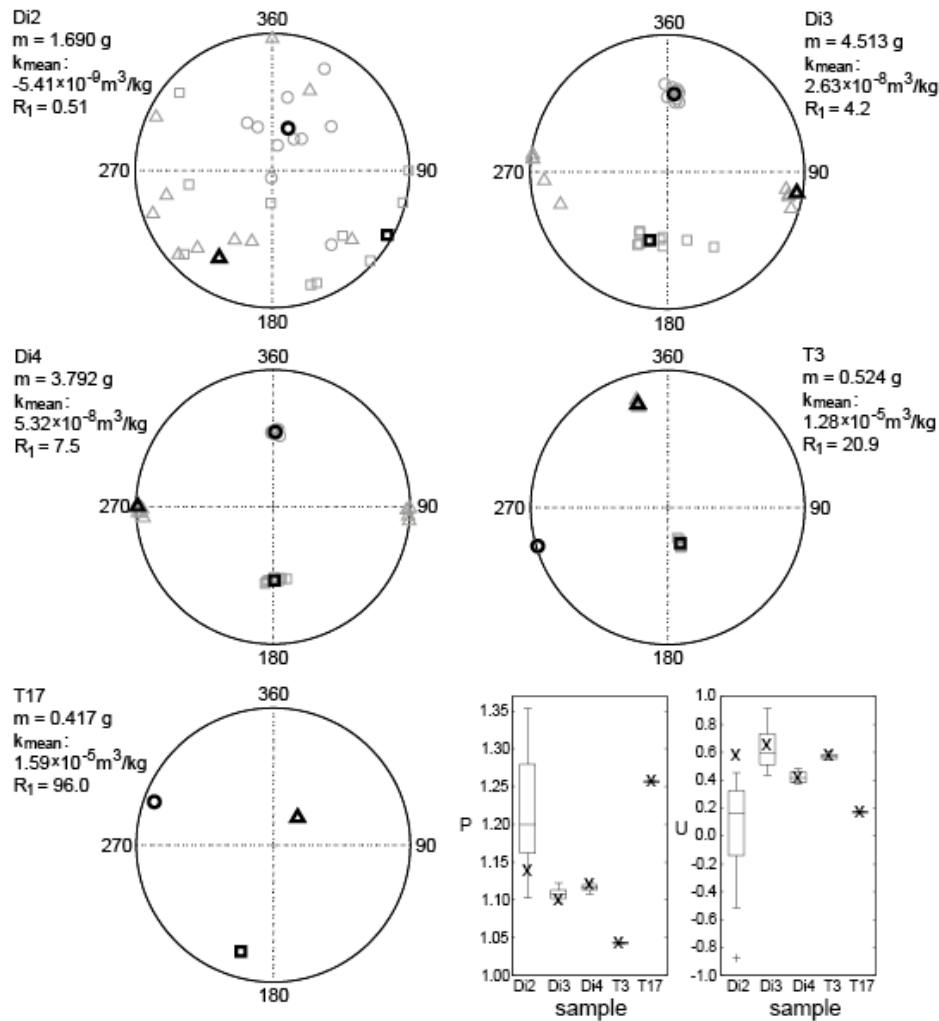 Di2
m = 1.690 g
kmean:
-5.41×10⁻⁹m³/kg
R1 = 0.51
360
270
90
180
Di3
m = 4.513 g
kmean:
2.63×10⁻⁸m³/kg
R1 = 4.2
360
270
90
180
Di4
m = 3.792 g
kmean:
5.32×10⁻⁸m³/kg
R1 = 7.5
360
270
90
180
T3
m = 0.524 g
kmean:
1.28×10⁻⁵m³/kg
R1 = 20.9
360
270
90
180
T17
m = 0.417 g
kmean:
1.59×10⁻⁵m³/kg
R1 = 96.0
360
270
90
180
1.35
1.30
1.25
P 1.20
1.15
1.10
1.05
1.00
Di2 Di3 Di4 T3 T17
sample
1.0
0.8
0.6
0.4
0.2
U 0.0
-0.2
-0.4
-0.6
-0.8
-1.0
Di2 Di3 Di4 T3 T17
sample